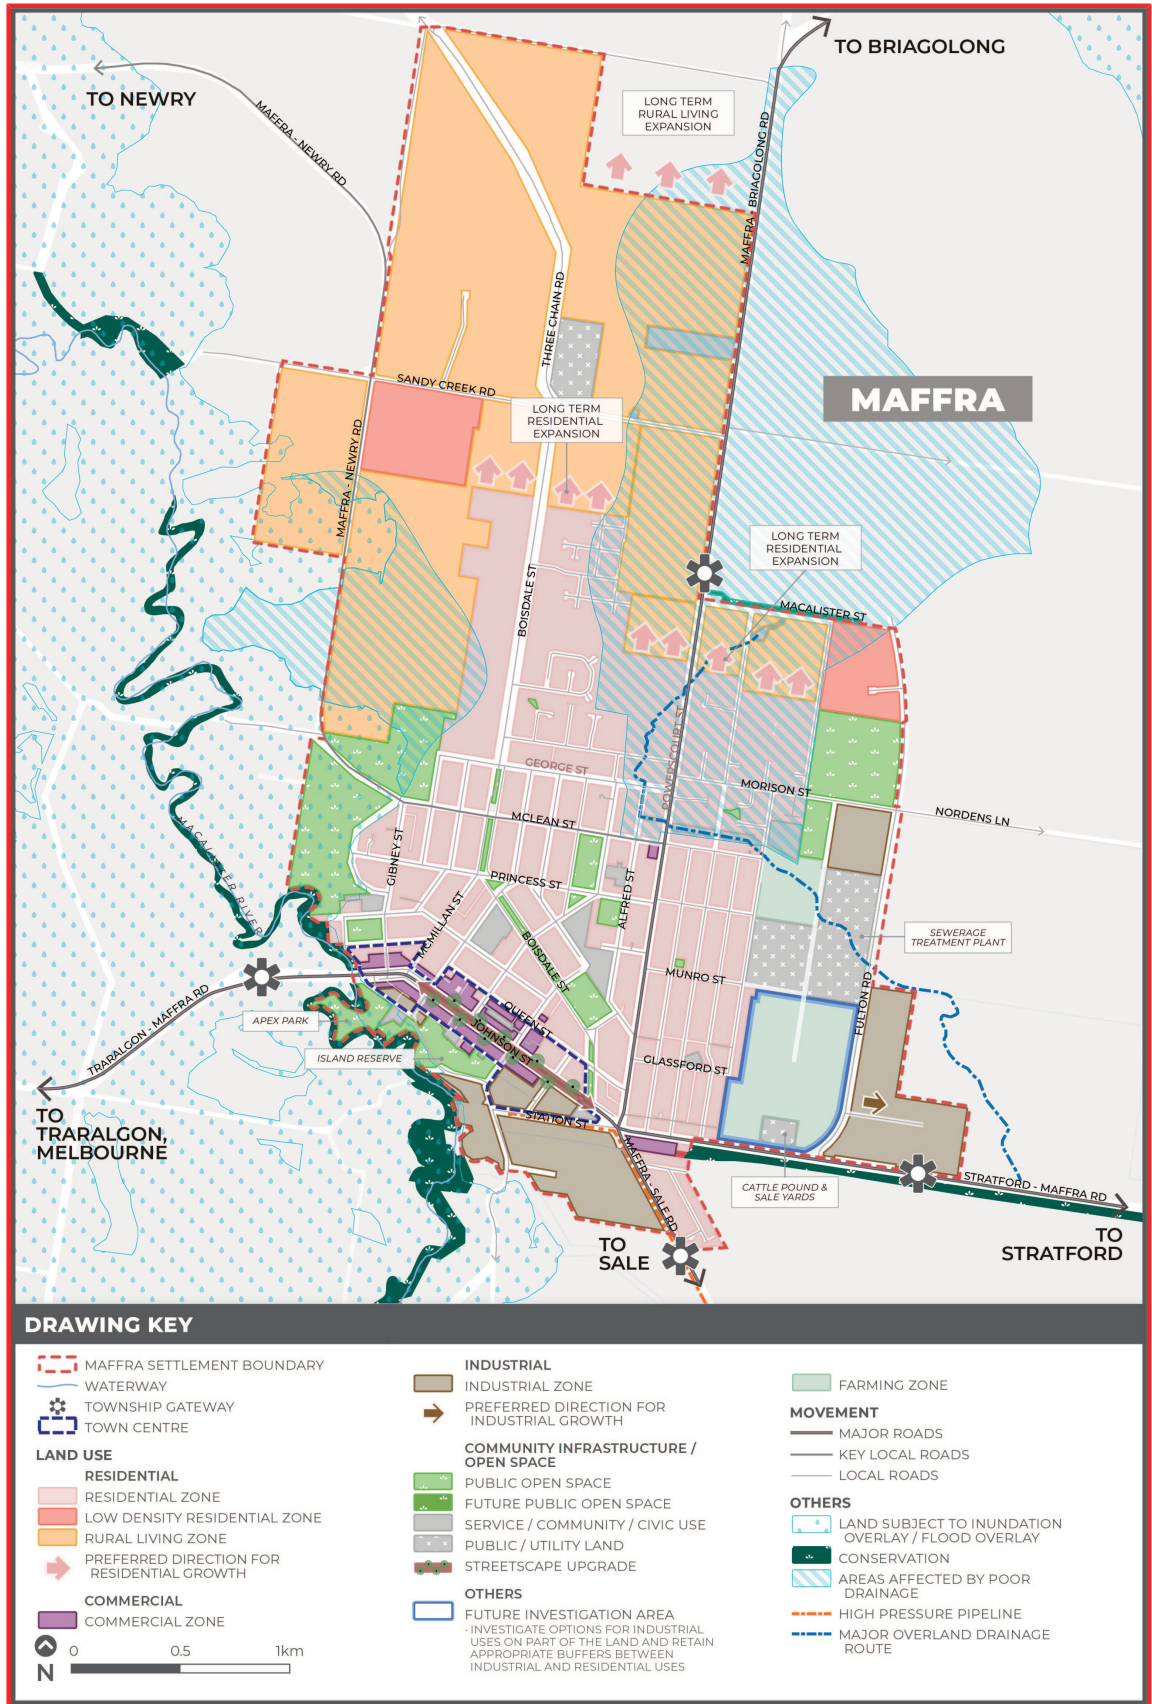 TO BRIAGOLONG
TO NEWRY
MAFFRA - NEWRY RD
LONG TERM
RURAL LIVING
EXPANSION
MAFFRA - BRIAGOLONG RD
THREE CHAIN RD
SANDY CREEK RD
MAFFRA
LONG TERM
RESIDENTIAL
EXPANSION
MAFFRA - NEWRY RD
LONG TERM
RESIDENTIAL
EXPANSION
BOISDALE ST
MACALISTER ST
POWERSCOURT ST
GEORGE ST
MORISON ST
NORDENS LN
MCLEAN ST
MACALISTER RIVER
GIBNEY ST
PRINCESS ST
ALFRED ST
MCMILLAN ST
BOISDALE ST
SEWERAGE
TREATMENT PLANT
MUNRO ST
FULTON RD
TRARALGON - MAFFRA RD
APEX PARK
QUEEN ST
JOHNSON ST
ISLAND RESERVE
GLASSFORD ST
TO
TRARALGON,
MELBOURNE
STATION ST
MAFFRA - SALE RD
CATTLE POUND &
SALE YARDS
STRATFORD - MAFFRA RD
TO
SALE
TO
STRATFORD
DRAWING KEY
MAFFRA SETTLEMENT BOUNDARY
WATERWAY
TOWNSHIP GATEWAY
TOWN CENTRE
LAND USE
RESIDENTIAL
RESIDENTIAL ZONE
LOW DENSITY RESIDENTIAL ZONE
RURAL LIVING ZONE
PREFERRED DIRECTION FOR
RESIDENTIAL GROWTH
COMMERCIAL
COMMERCIAL ZONE
N
0 0.5 1km
INDUSTRIAL
INDUSTRIAL ZONE
PREFERRED DIRECTION FOR
INDUSTRIAL GROWTH
COMMUNITY INFRASTRUCTURE /
OPEN SPACE
PUBLIC OPEN SPACE
FUTURE PUBLIC OPEN SPACE
SERVICE / COMMUNITY / CIVIC USE
PUBLIC / UTILITY LAND
STREETSCAPE UPGRADE
OTHERS
FUTURE INVESTIGATION AREA
- INVESTIGATE OPTIONS FOR INDUSTRIAL
USES ON PART OF THE LAND AND RETAIN
APPROPRIATE BUFFERS BETWEEN
INDUSTRIAL AND RESIDENTIAL USES
FARMING ZONE
MOVEMENT
MAJOR ROADS
KEY LOCAL ROADS
LOCAL ROADS
OTHERS
LAND SUBJECT TO INUNDATION
OVERLAY / FLOOD OVERLAY
CONSERVATION
AREAS AFFECTED BY POOR
DRAINAGE
HIGH PRESSURE PIPELINE
MAJOR OVERLAND DRAINAGE
ROUTE